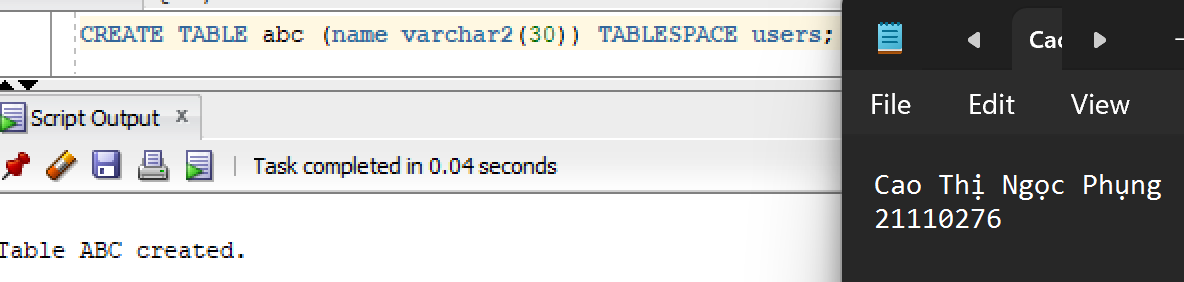 CREATE TABLE abc (name varchar2(30)) TABLESPACE users;
Script Output x
Task completed in 0.04 seconds
Table ABC created.
Cao
File Edit View
Cao Thị Ngọc Phụng
21110276